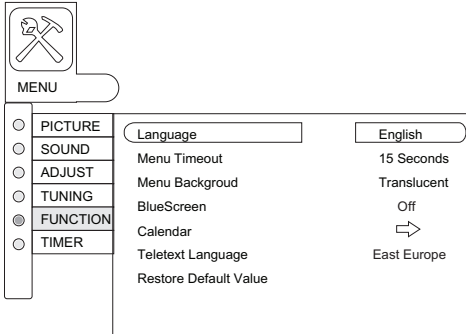 MENU
PICTURE
SOUND
ADJUST
TUNING
FUNCTION
TIMER
Language English
Menu Timeout 15 Seconds
Menu Backgroud Translucent
BlueScreen Off
Calendar
Teletext Language East Europe
Restore Default Value